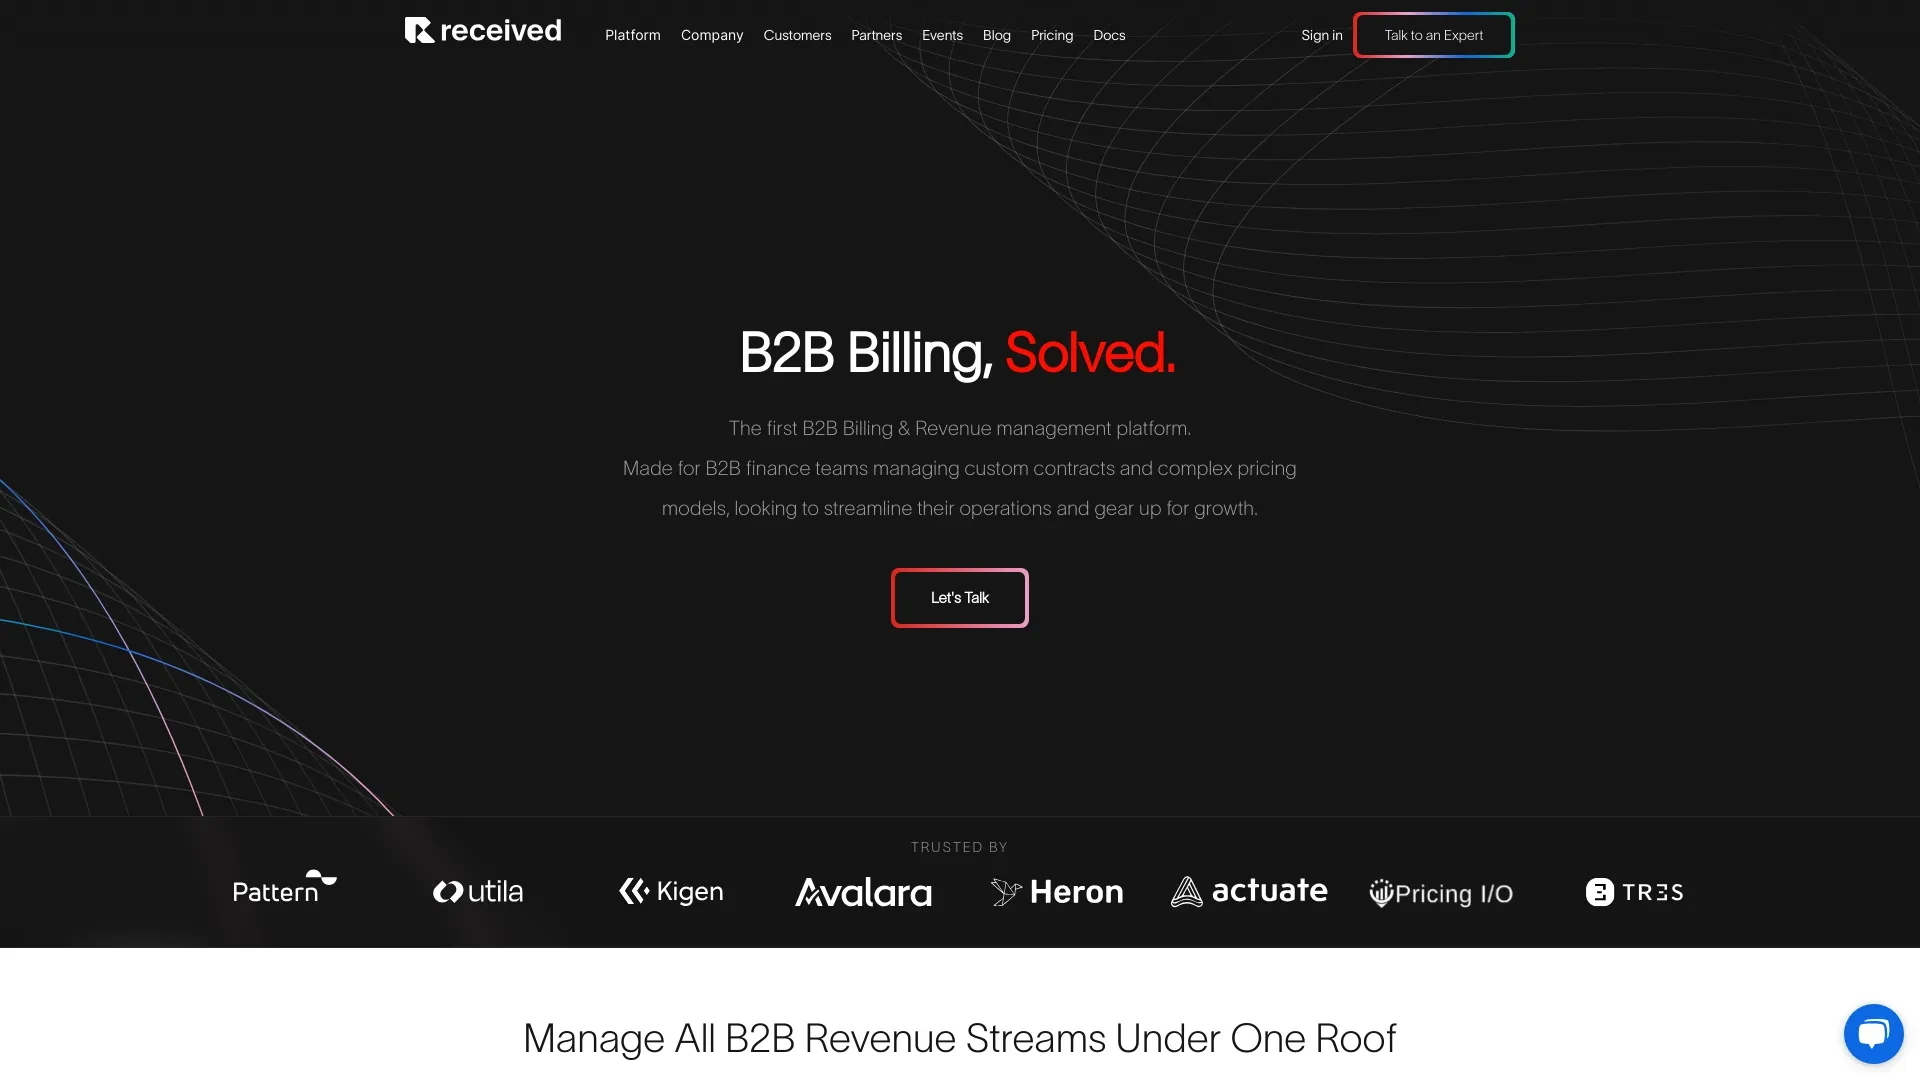 received
Platform Company Customers Partners Events Blog Pricing Docs Sign in Talk to an Expert
B2B Billing, Solved.
The first B2B Billing & Revenue management platform.
Made for B2B finance teams managing custom contracts and complex pricing
models, looking to streamline their operations and gear up for growth.
Let's Talk
TRUSTED BY
Pattern utila Kigen Avalara Heron actuate Pricing I/O TRES
Manage All B2B Revenue Streams Under One Roof